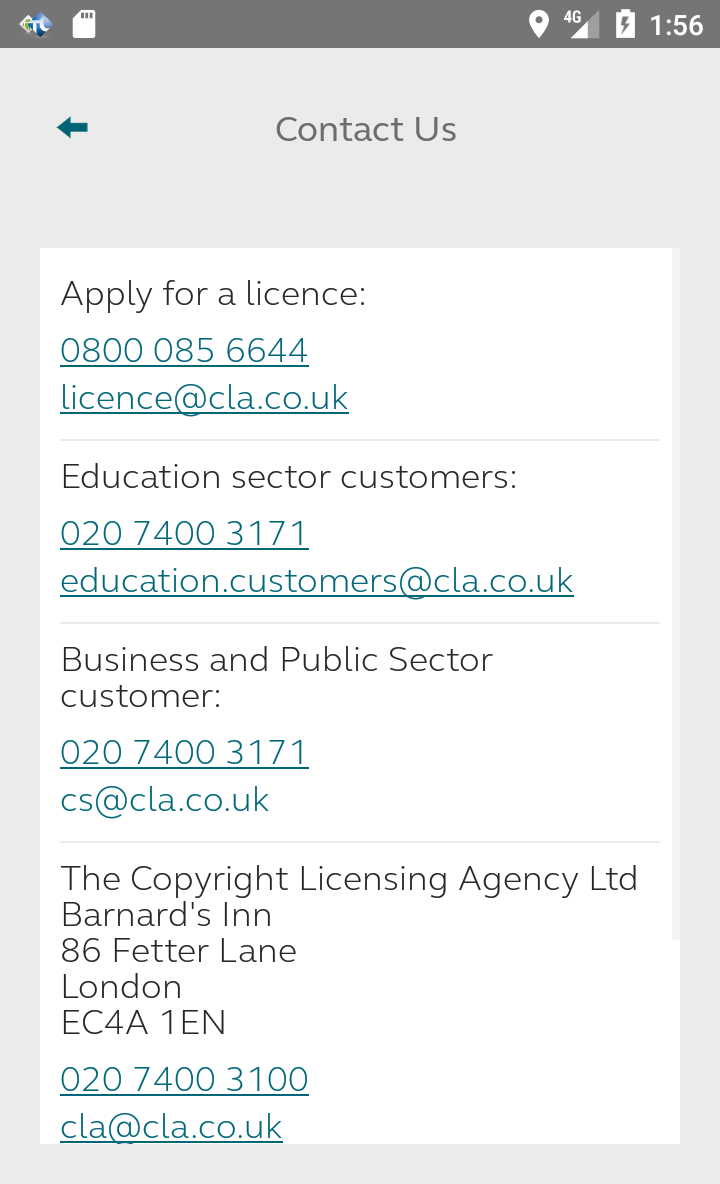 4G 1:56
Contact Us
Apply for a licence:
0800 085 6644
licence@cla.co.uk
Education sector customers:
020 7400 3171
education.customers@cla.co.uk
Business and Public Sector
customer:
020 7400 3171
cs@cla.co.uk
The Copyright Licensing Agency Ltd
Barnard's Inn
86 Fetter Lane
London
EC4A 1EN
020 7400 3100
cla@cla.co.uk